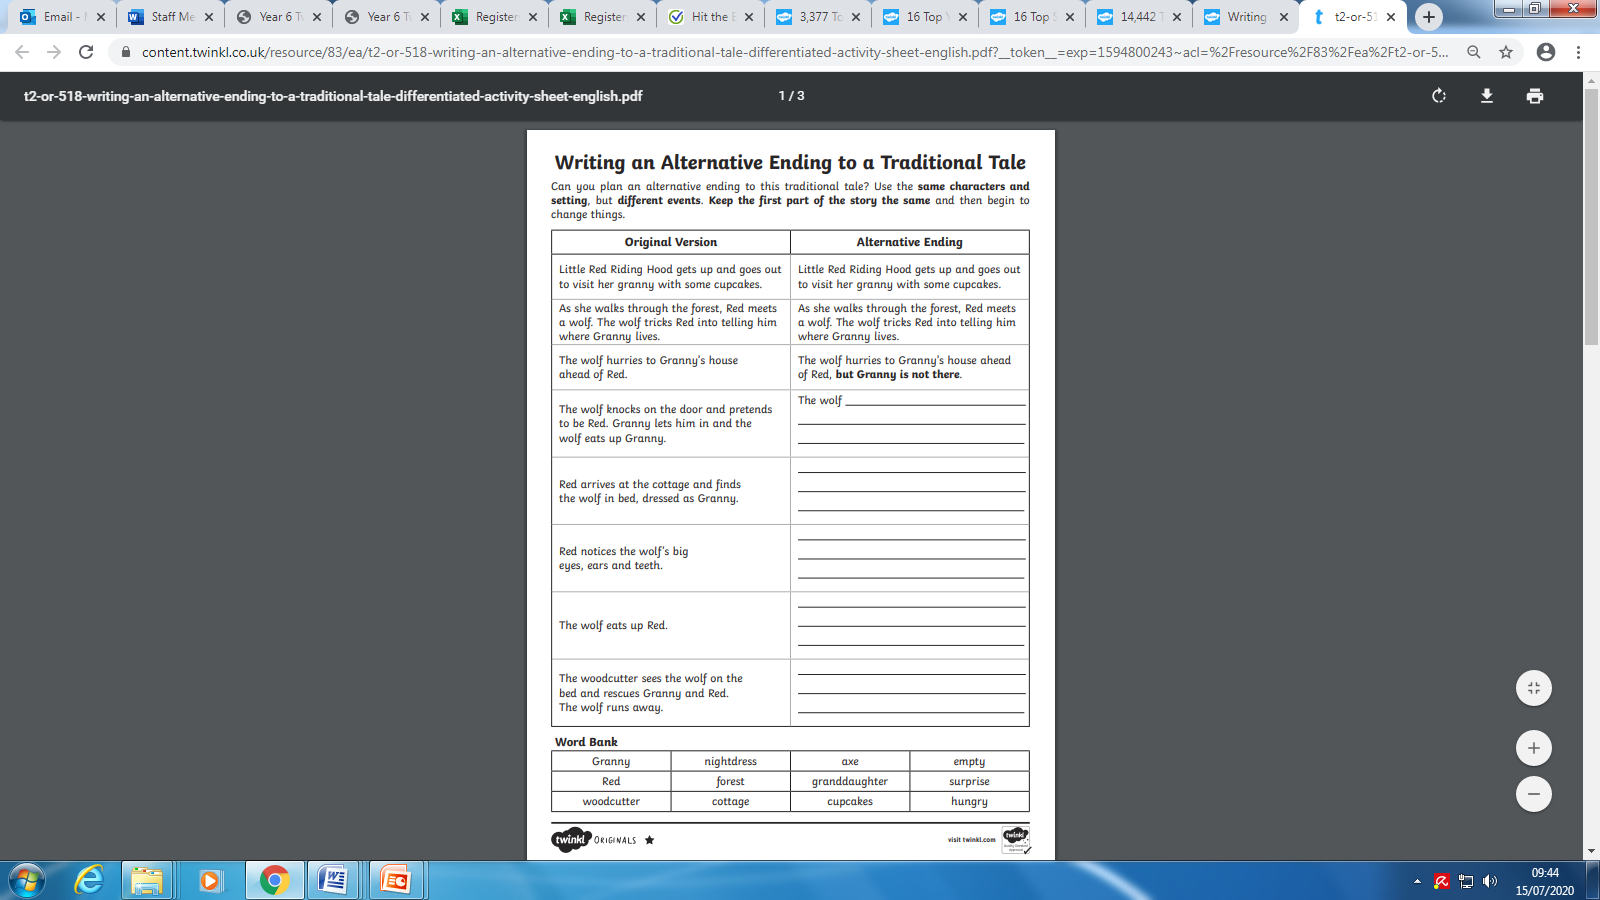 Email -
Staff Me
Year 6 T
Year 6 T
Register
Register
Hit the
3,377 To
16 Top
16 Top
14,442
Writing
t2-or-51
content.twinkl.co.uk/resource/83/ea/t2-or-518-writing-an-alternative-ending-to-a-traditional-tale-differentiated-activity-sheet-english.pdf?__token__=exp=1594800243~acl=%2Fresource%2F83%2Fea%2Ft2-or-5...
t2-or-518-writing-an-alternative-ending-to-a-traditional-tale-differentiated-activity-sheet-english.pdf
1 / 3
Writing an Alternative Ending to a Traditional Tale
Can you plan an alternative ending to this traditional tale? Use the same characters and
setting, but different events. Keep the first part of the story the same and then begin to
change things.
Original Version
Alternative Ending
Little Red Riding Hood gets up and goes out
to visit her granny with some cupcakes.
Little Red Riding Hood gets up and goes out
to visit her granny with some cupcakes.
As she walks through the forest, Red meets
a wolf. The wolf tricks Red into telling him
where Granny lives.
As she walks through the forest, Red meets
a wolf. The wolf tricks Red into telling him
where Granny lives.
The wolf hurries to Granny's house
ahead of Red.
The wolf hurries to Granny's house ahead
of Red, but Granny is not there.
The wolf knocks on the door and pretends
to be Red. Granny lets him in and the
wolf eats up Granny.
The wolf
Red arrives at the cottage and finds
the wolf in bed, dressed as Granny.
Red notices the wolf's big
eyes, ears and teeth.
The wolf eats up Red.
The woodcutter sees the wolf on the
bed and rescues Granny and Red.
The wolf runs away.
Word Bank
Granny nightdress axe empty
Red forest granddaughter surprise
woodcutter cottage cupcakes hungry
twinkl ORIGINALS
visit twinkl.com
twinkl
09:44
15/07/2020